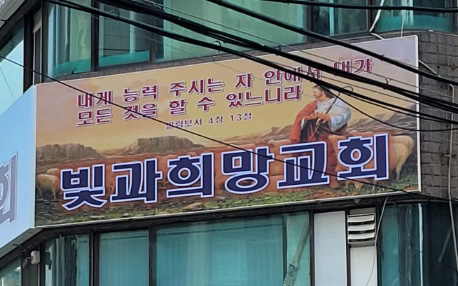 내게 능력 주시는 자 안에서 내가
모든 것을 할 수 있느니라
빌립보서 4장 13절
빛과희망교회
회